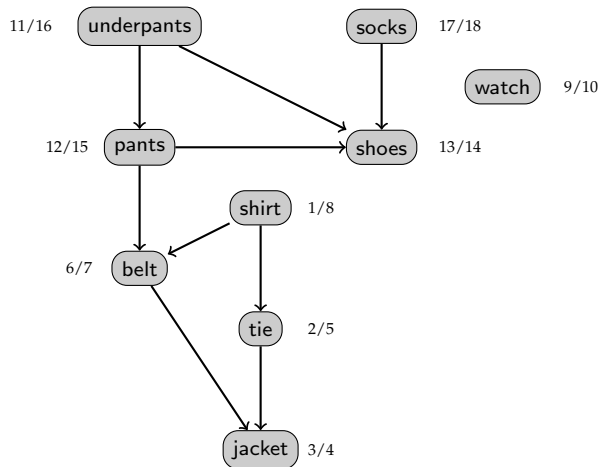 11/16 underpants socks 17/18
watch 9/10
12/15 pants shoes 13/14
shirt 1/8
6/7 belt
tie 2/5
jacket 3/4